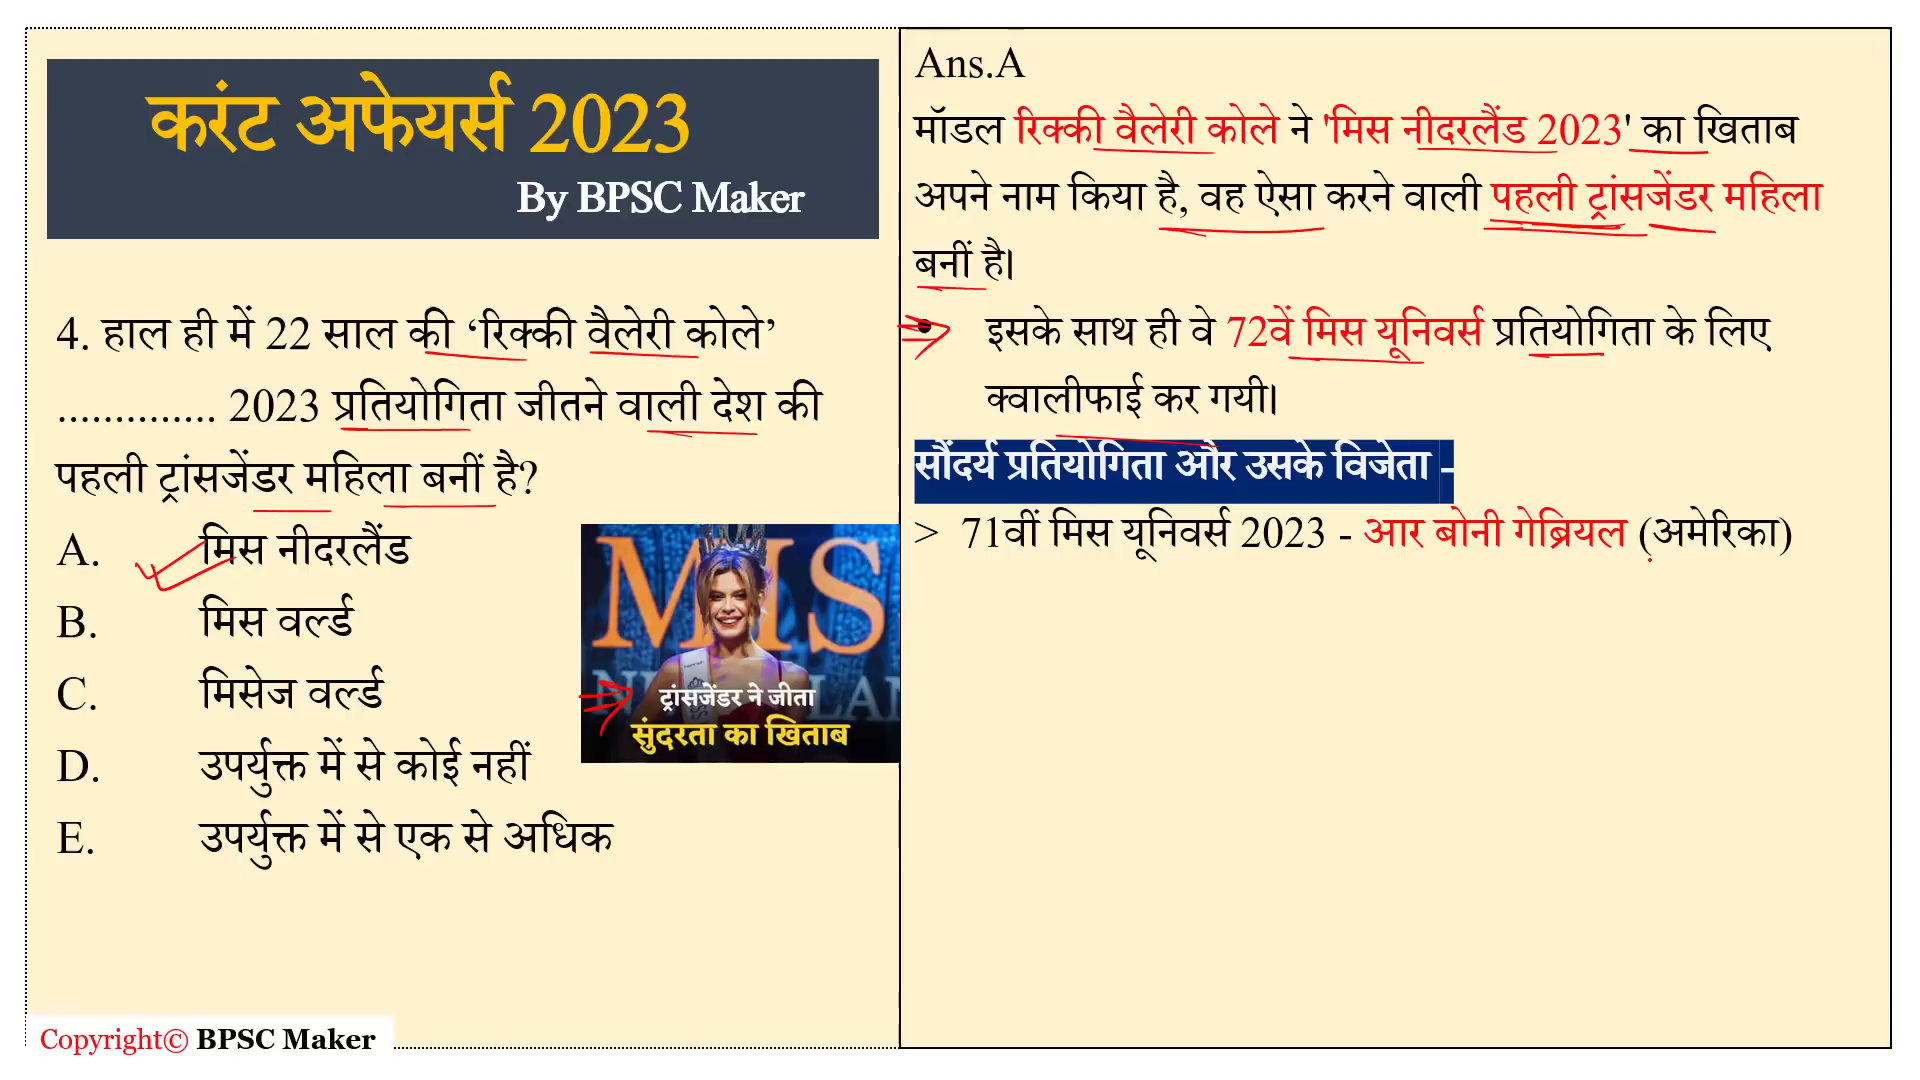 करंट अफेयर्स 2023
By BPSC Maker
4. हाल ही में 22 साल की ‘रिक्की वैलेरी कोले’
.............. 2023 प्रतियोगिता जीतने वाली देश की
पहली ट्रांसजेंडर महिला बनीं है?
A. मिस नीदरलैंड
B. मिस वर्ल्ड
C. मिसेज वर्ल्ड
D. उपर्युक्त में से कोई नहीं
E. उपर्युक्त में से एक से अधिक
MIS
ट्रांसजेंडर ने जीता
सुंदरता का खिताब
Copyright© BPSC Maker
Ans.A
मॉडल रिक्की वैलेरी कोले ने 'मिस नीदरलैंड 2023' का खिताब
अपने नाम किया है, वह ऐसा करने वाली पहली ट्रांसजेंडर महिला
बनीं है।
• इसके साथ ही वे 72वें मिस यूनिवर्स प्रतियोगिता के लिए
क्वालीफाई कर गयी।
सौंदर्य प्रतियोगिता और उसके विजेता -
> 71वीं मिस यूनिवर्स 2023 - आर बोनी गेब्रियल (अमेरिका)